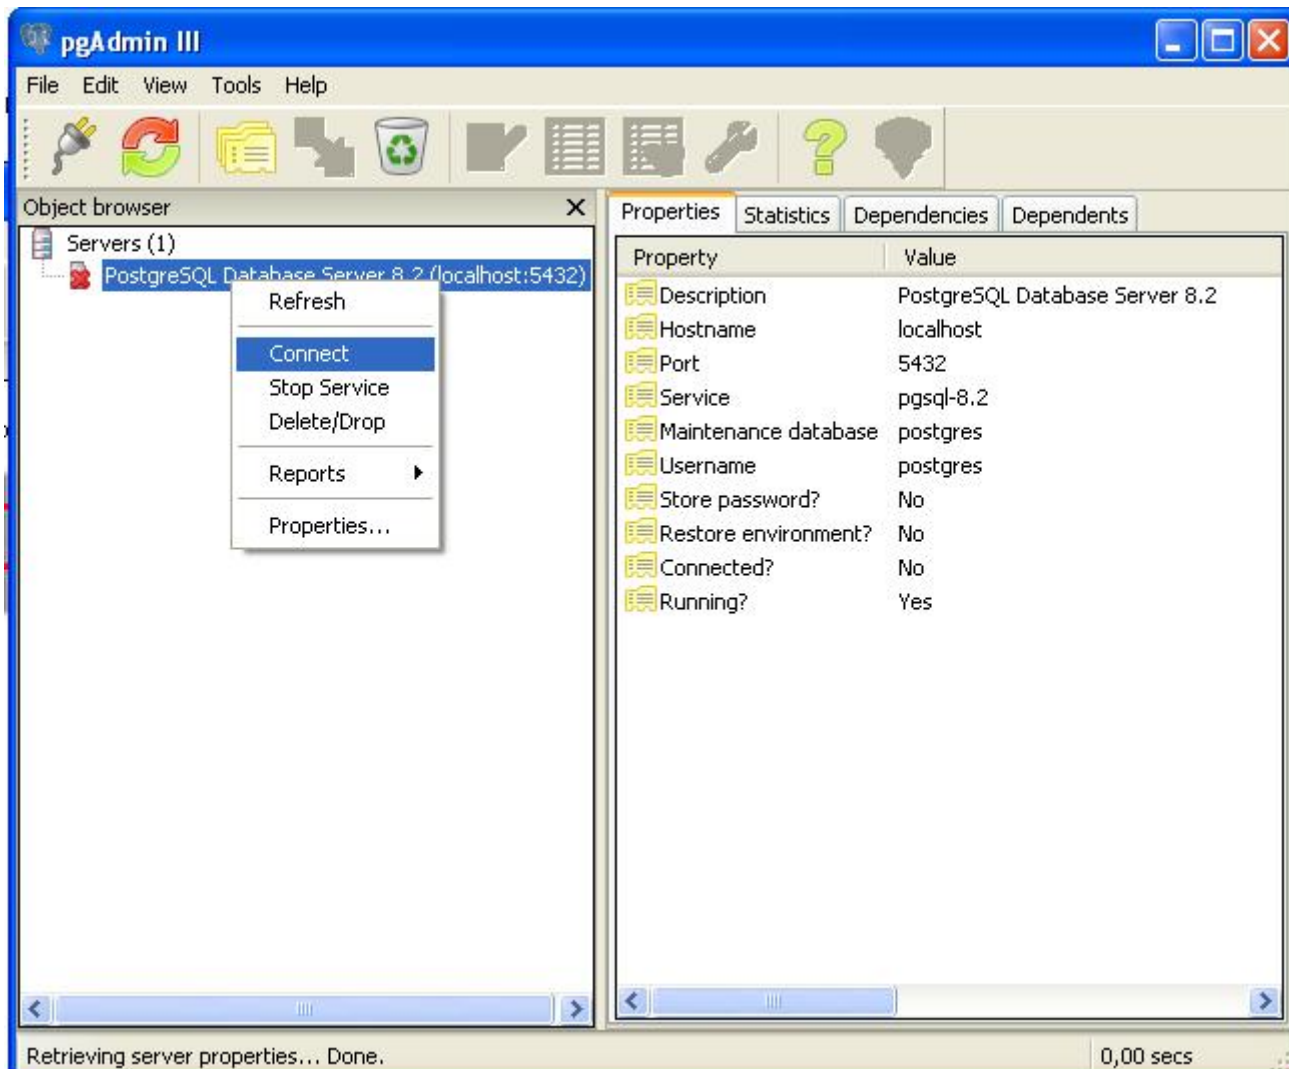 pgAdmin III
File Edit View Tools Help
Object browser
Servers (1)
PostgreSQL Database Server 8.2 (localhost:5432)
Refresh
Connect
Stop Service
Delete/Drop
Reports
Properties...
Properties Statistics Dependencies Dependents
Property Value
Description PostgreSQL Database Server 8.2
Hostname localhost
Port 5432
Service pgsql-8.2
Maintenance database postgres
Username postgres
Store password? No
Restore environment? No
Connected? No
Running? Yes
Retrieving server properties... Done. 0,00 secs